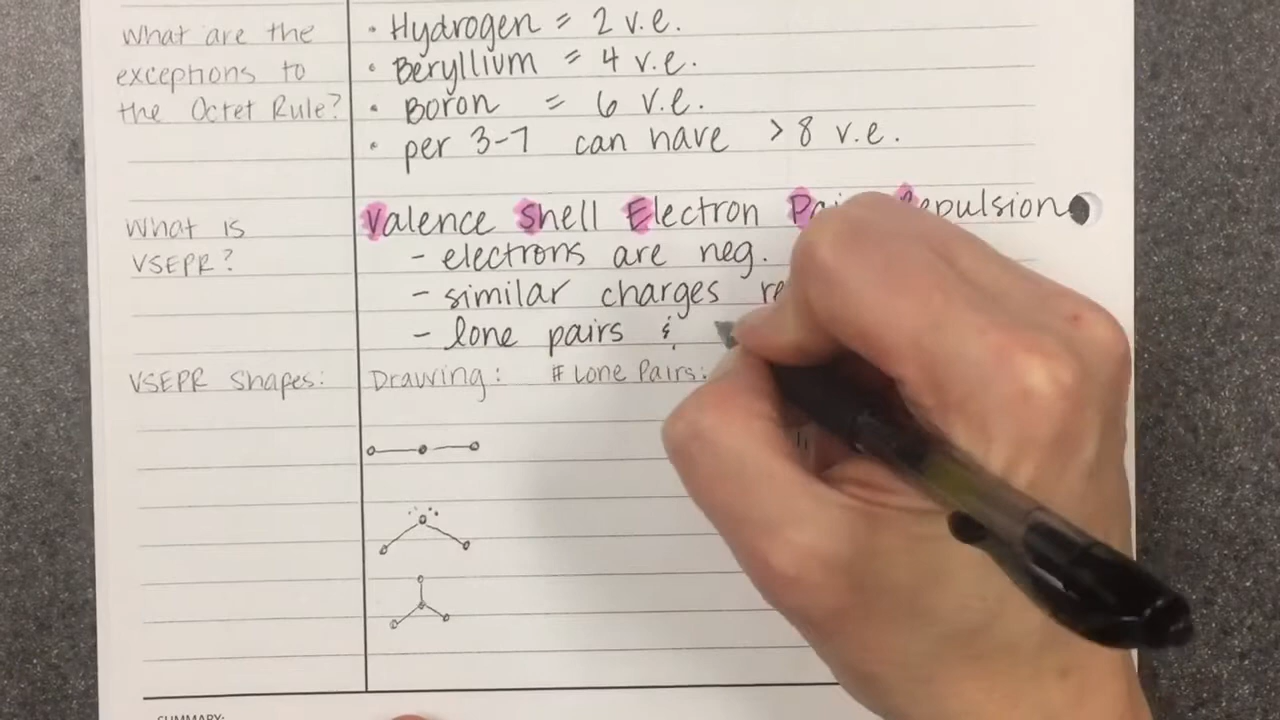 What are the
exceptions to
the Octet Rule?
• Hydrogen = 2 v.e.
• Beryllium = 4 v.e.
• Boron = 6 v.e.
• per 3-7 can have > 8 v.e.
What is
VSEPR?
Valence Shell Electron Repulsion
- electrons are neg.
- similar charges
- lone pairs &
VSEPR Shapes:
Drawing: # Lone Pairs:
SUMMARY: